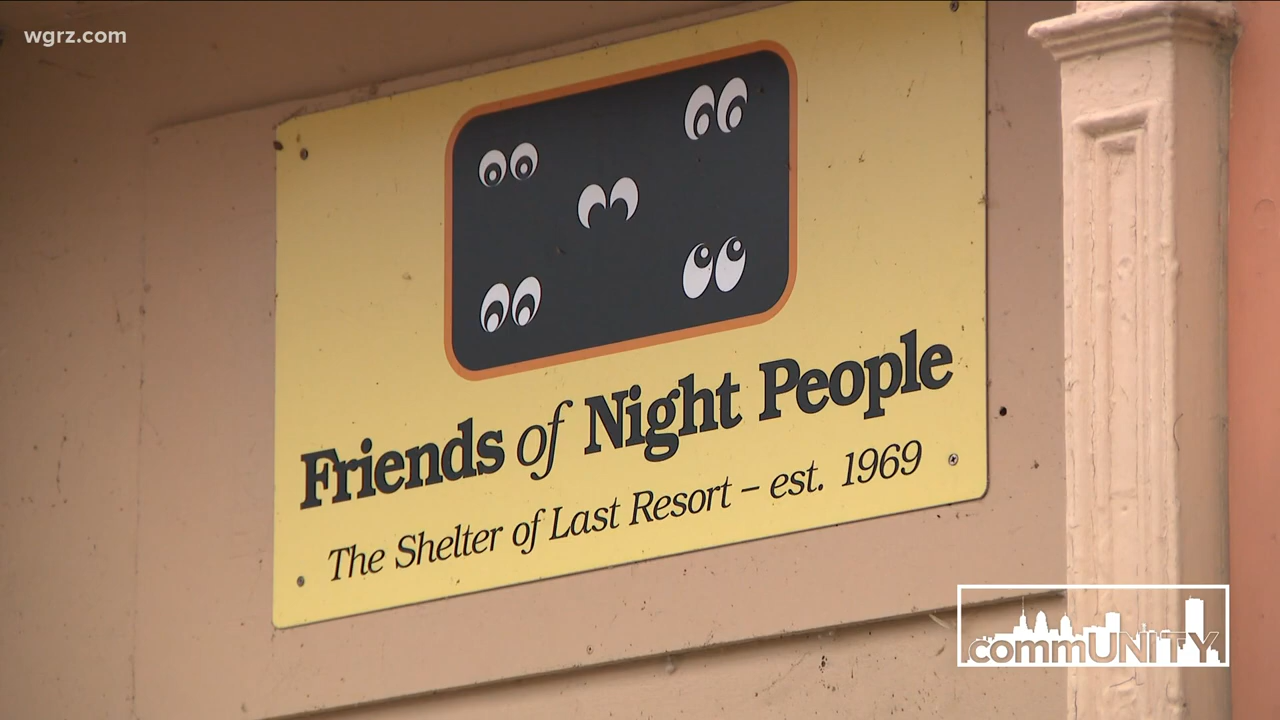 wgrz.com
Friends of Night People
The Shelter of Last Resort – est. 1969
commUNITY